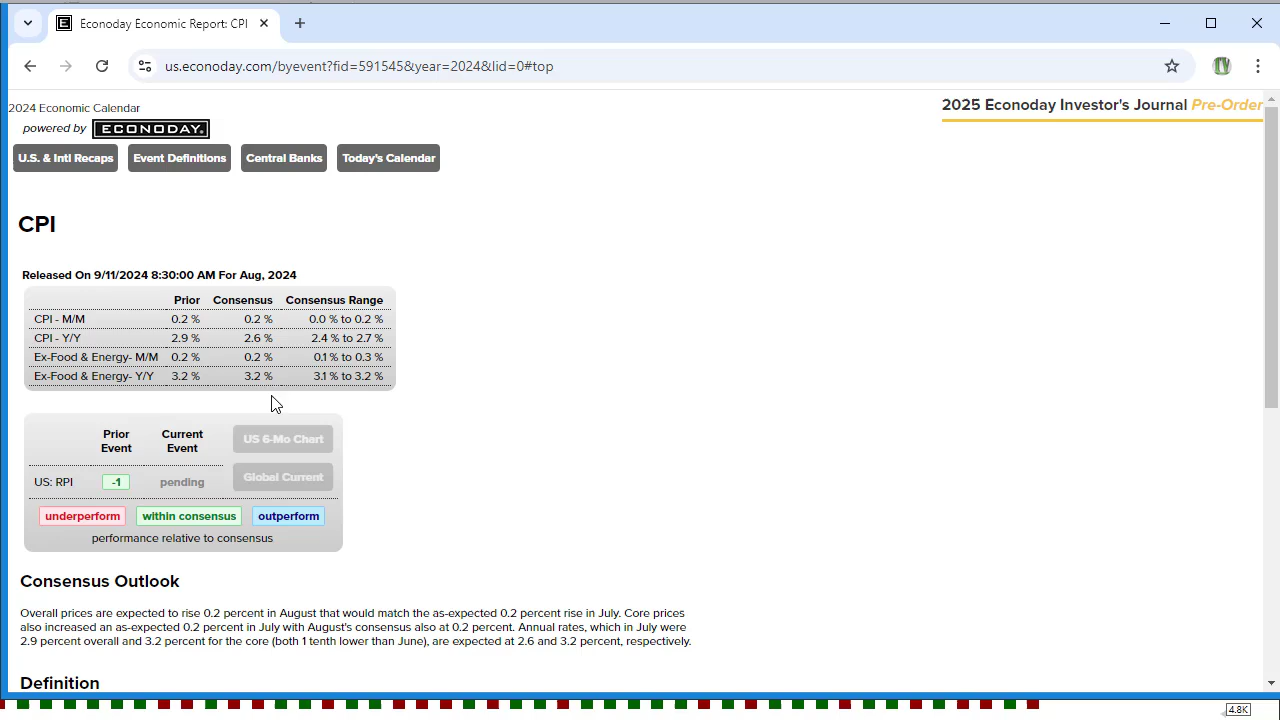 Econoday Economic Report: CPI
us.econoday.com/byevent?fid=591545&year=2024&lid=0#top
2024 Economic Calendar
powered by ECONODAY.
2025 Econoday Investor's Journal Pre-Order
U.S. & Intl Recaps Event Definitions Central Banks Today's Calendar
CPI
Released On 9/11/2024 8:30:00 AM For Aug, 2024
Prior Consensus Consensus Range
CPI - M/M 0.2 % 0.2 % 0.0 % to 0.2 %
CPI - Y/Y 2.9 % 2.6 % 2.4 % to 2.7 %
Ex-Food & Energy- M/M 0.2 % 0.2 % 0.1 % to 0.3 %
Ex-Food & Energy- Y/Y 3.2 % 3.2 % 3.1 % to 3.2 %
Prior Event Current Event US 6-Mo Chart
Global Current
US: RPI -1 pending
underperform within consensus outperform
performance relative to consensus
Consensus Outlook
Overall prices are expected to rise 0.2 percent in August that would match the as-expected 0.2 percent rise in July. Core prices
also increased an as-expected 0.2 percent in July with August's consensus also at 0.2 percent. Annual rates, which in July were
2.9 percent overall and 3.2 percent for the core (both 1 tenth lower than June), are expected at 2.6 and 3.2 percent, respectively.
Definition
4.8K